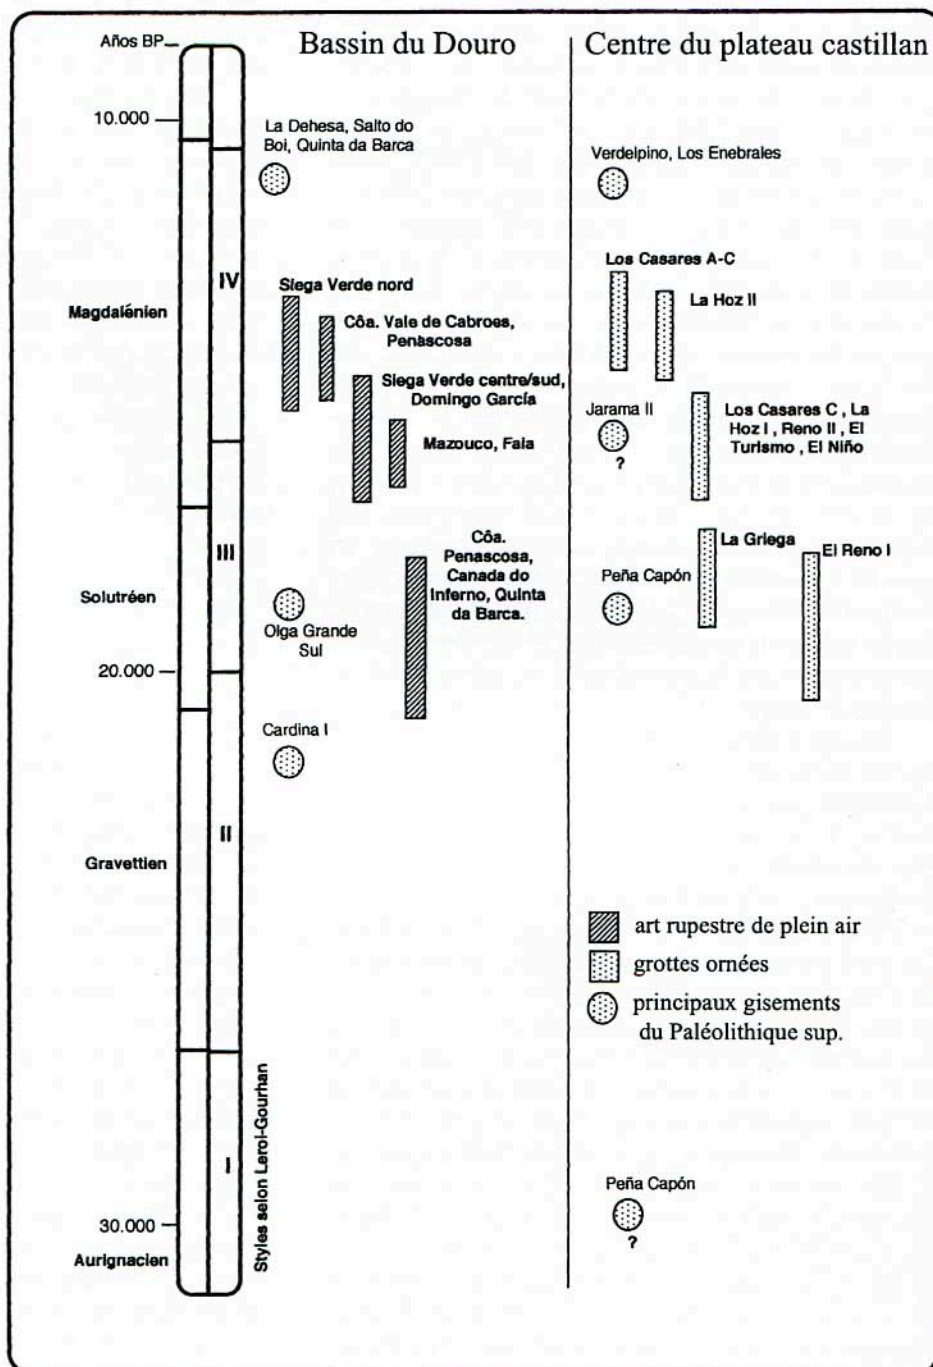 Bassin du Douro
Centre du plateau castillan
Años BP
10.000
20.000
30.000
Magdalénien
Solutréen
Gravettien
Aurignacien
IV
III
II
I
Styles selon Leroi-Gourhan
La Dehesa, Salto do
Boi, Quinta da Barca
Siega Verde nord
Côa. Vale de Cabroes,
Penàscosa
Siega Verde centre/sud,
Domingo García
Mazouco, Faia
Côa.
Penascosa,
Canada do
Inferno, Quinta
da Barca.
Olga Grande
Sul
Cardina I
Verdelpino, Los Enebrales
Los Casares A-C
La Hoz II
Jarama II
?
Los Casares C , La
Hoz I , Reno II , El
Turismo , El Niño
La Griega
El Reno I
Peña Capón
art rupestre de plein air
grottes ornées
principaux gisements
du Paléolithique sup.
Peña Capón
?